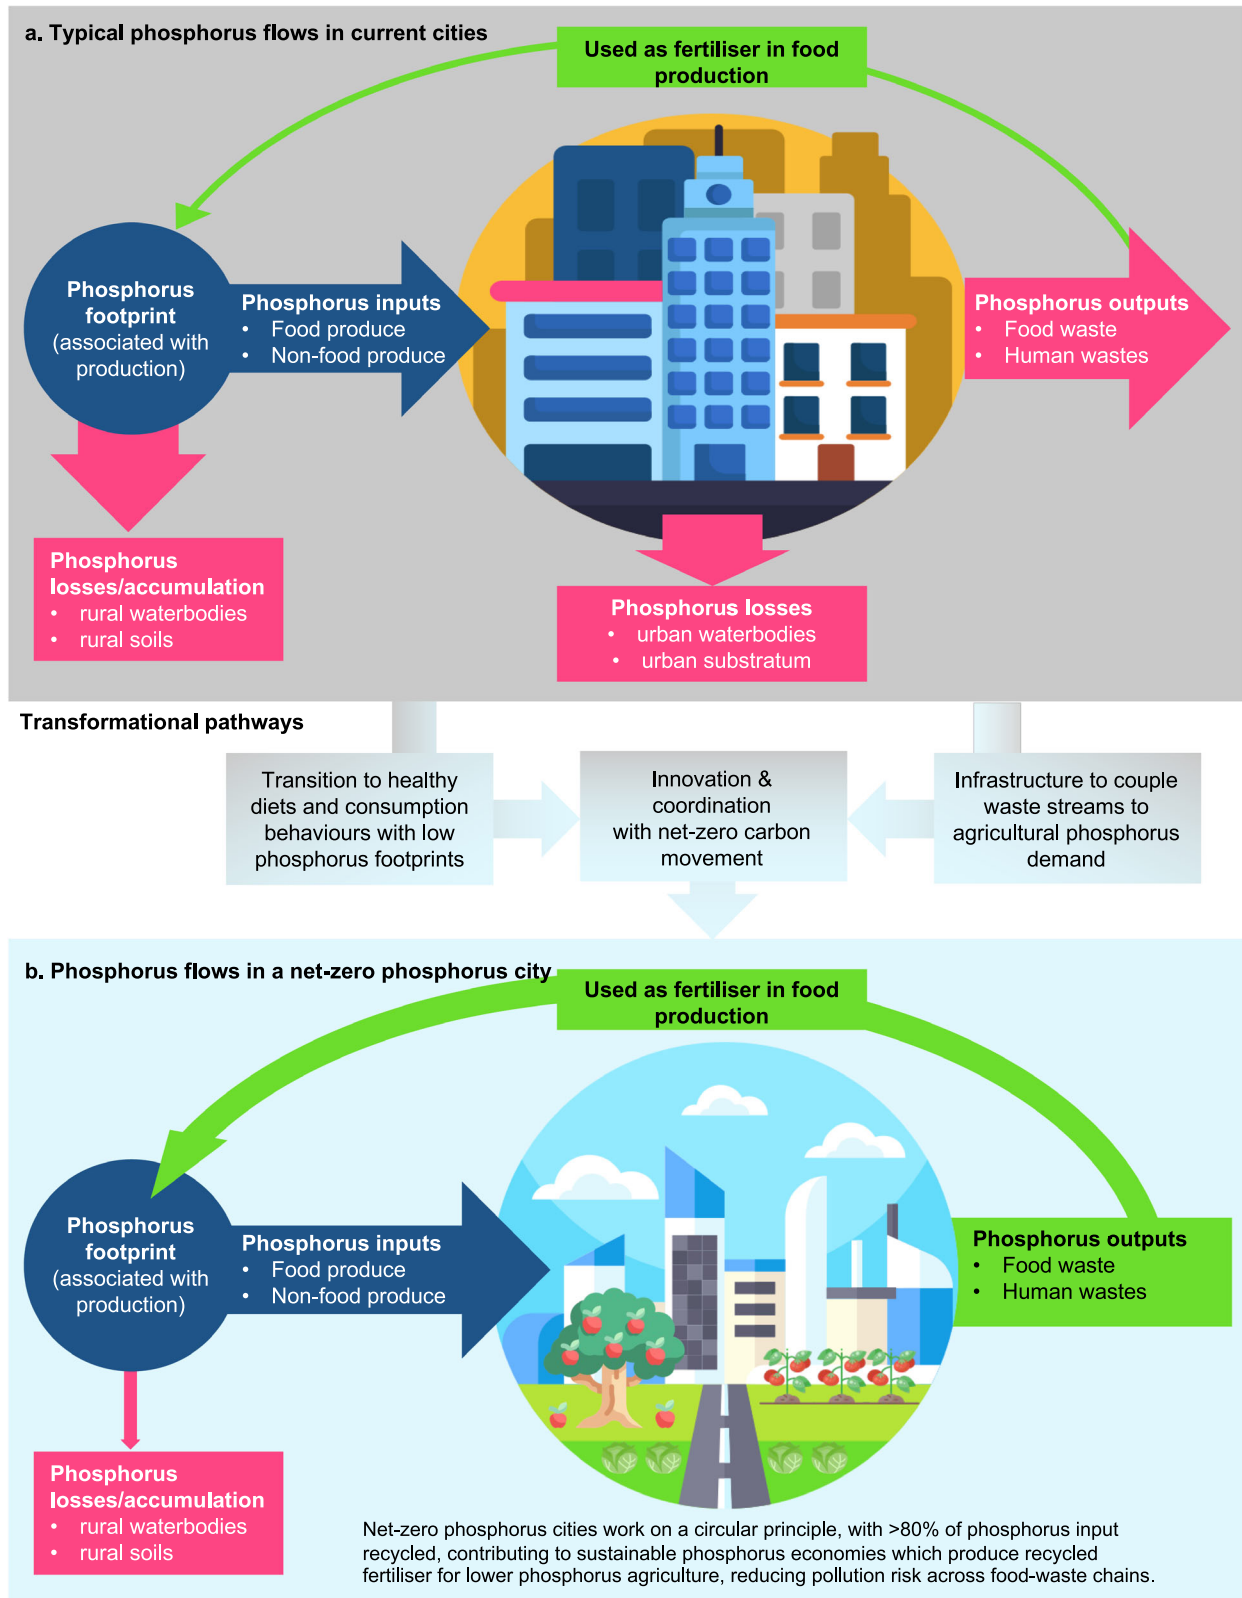 a. Typical phosphorus flows in current cities
Used as fertiliser in food
production
Phosphorus
footprint
(associated with
production)
Phosphorus inputs
• Food produce
• Non-food produce
Phosphorus outputs
• Food waste
• Human wastes
Phosphorus
losses/accumulation
• rural waterbodies
• rural soils
Phosphorus losses
• urban waterbodies
• urban substratum
Transformational pathways
Transition to healthy
diets and consumption
behaviours with low
phosphorus footprints
Innovation &
coordination
with net-zero carbon
movement
Infrastructure to couple
waste streams to
agricultural phosphorus
demand
b. Phosphorus flows in a net-zero phosphorus city
Used as fertiliser in food
production
Phosphorus
footprint
(associated with
production)
Phosphorus inputs
• Food produce
• Non-food produce
Phosphorus outputs
• Food waste
• Human wastes
Phosphorus
losses/accumulation
• rural waterbodies
• rural soils
Net-zero phosphorus cities work on a circular principle, with >80% of phosphorus input
recycled, contributing to sustainable phosphorus economies which produce recycled
fertiliser for lower phosphorus agriculture, reducing pollution risk across food-waste chains.